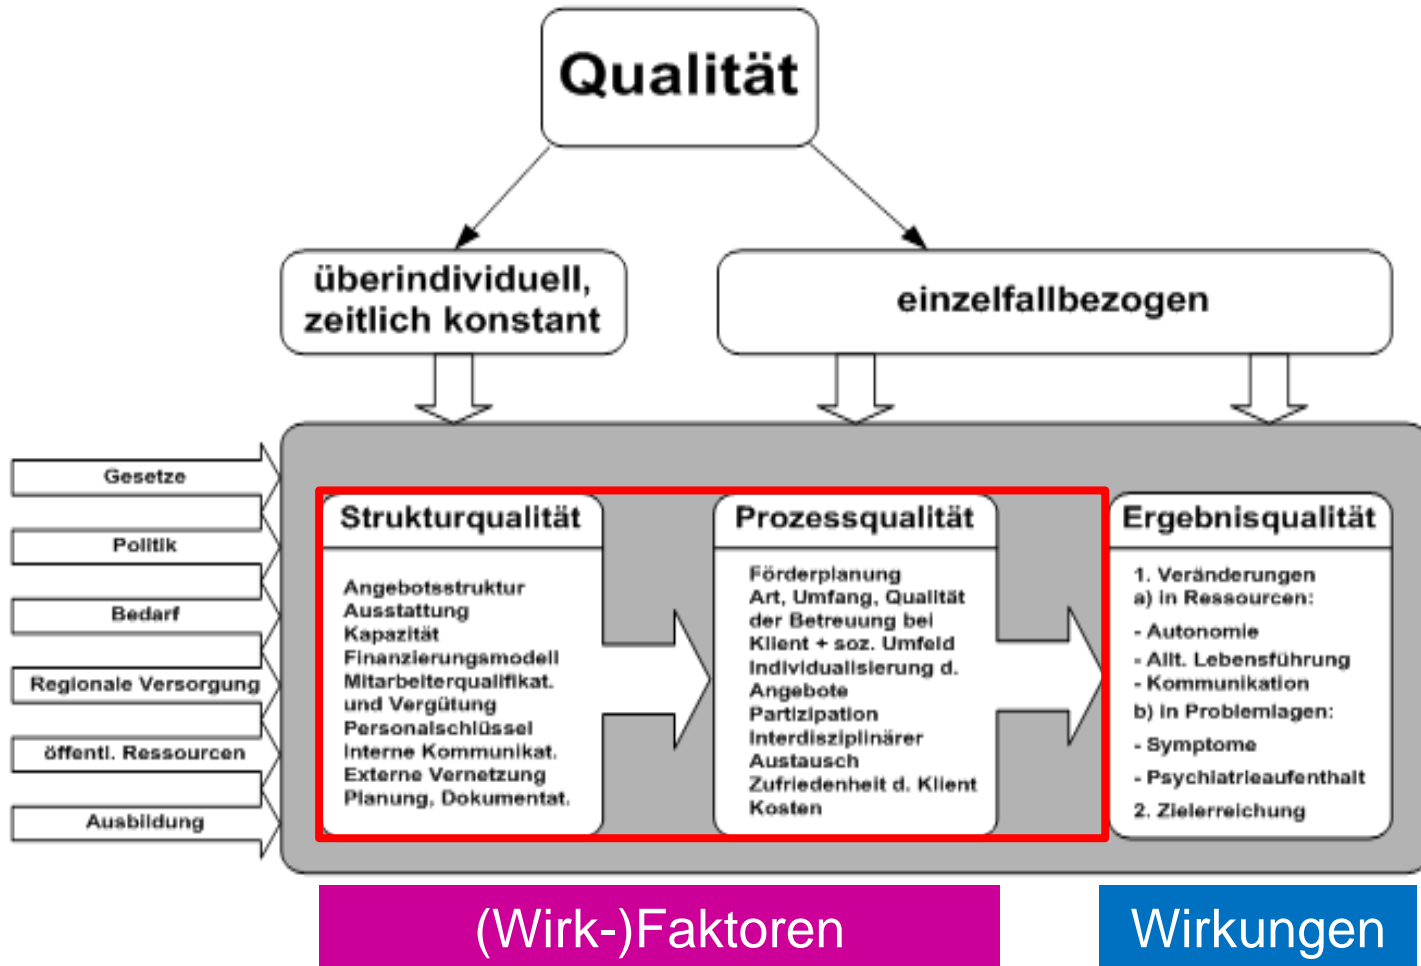 Qualität
überindividuell,
zeitlich konstant
einzelfallbezogen
Gesetze
Politik
Bedarf
Regionale Versorgung
öffentl. Ressourcen
Ausbildung
Strukturqualität
Angebotsstruktur
Ausstattung
Kapazität
Finanzierungsmodell
Mitarbeiterqualifikat.
und Vergütung
Personalschlüssel
Interne Kommunikat.
Externe Vernetzung
Planung, Dokumentat.
Prozessqualität
Förderplanung
Art, Umfang, Qualität
der Betreuung bei
Klient + soz. Umfeld
Individualisierung d.
Angebote
Partizipation
Interdisziplinärer
Austausch
Zufriedenheit d. Klient
Kosten
Ergebnisqualität
1. Veränderungen
a) in Ressourcen:
- Autonomie
- Allt. Lebensführung
- Kommunikation
b) in Problemlagen:
- Symptome
- Psychiatrieaufenthalt
2. Zielerreichung
(Wirk-)Faktoren
Wirkungen